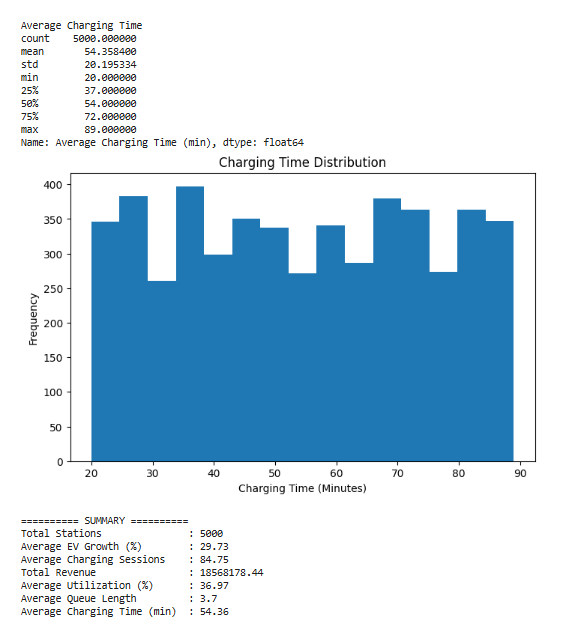 Average Charging Time
count    5000.000000
mean       54.358400
std        20.195334
min        20.000000
25%        37.000000
50%        54.000000
75%        72.000000
max        89.000000
Name: Average Charging Time (min), dtype: float64
Charging Time Distribution
400
350
300
250
200
150
100
50
0
Frequency
20 30 40 50 60 70 80 90
Charging Time (Minutes)
========== SUMMARY ==========
Total Stations               : 5000
Average EV Growth (%)        : 29.73
Average Charging Sessions    : 84.75
Total Revenue                : 18568178.44
Average Utilization (%)      : 36.97
Average Queue Length         : 3.7
Average Charging Time (min)  : 54.36